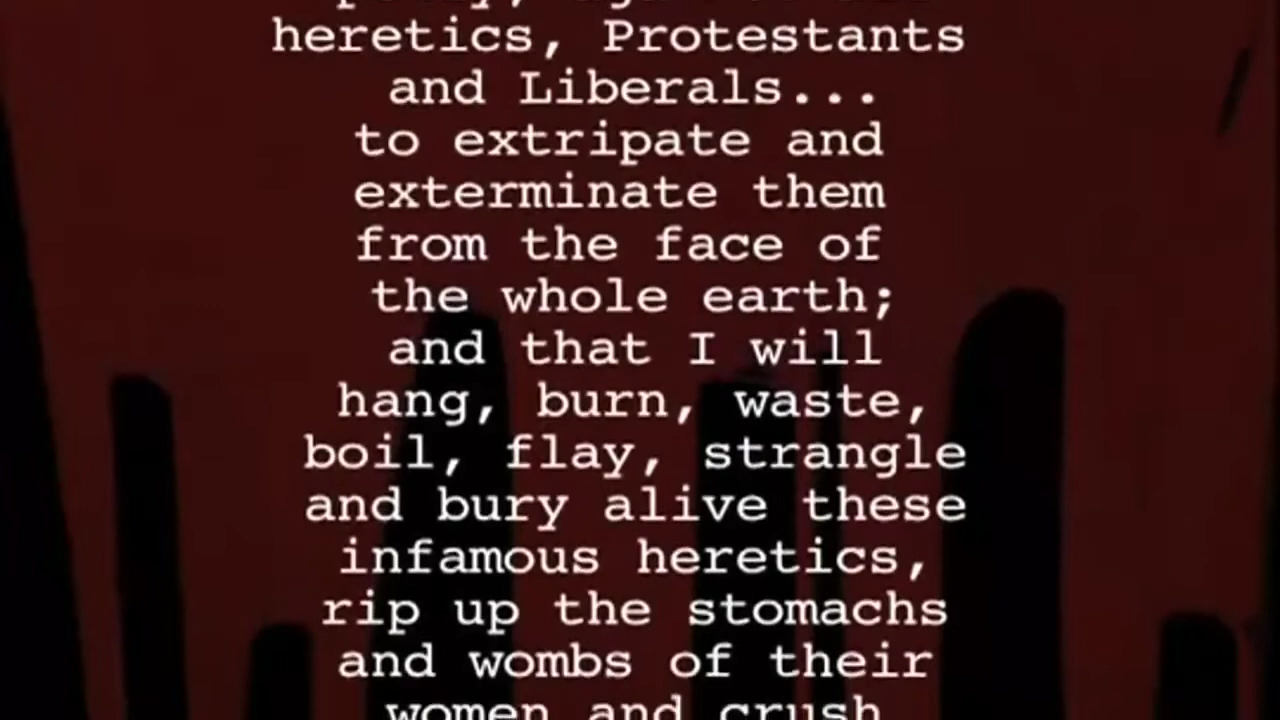 heretics, Protestants
and Liberals...
to extripate and
exterminate them
from the face of
the whole earth;
and that I will
hang, burn, waste,
boil, flay, strangle
and bury alive these
infamous heretics,
rip up the stomachs
and wombs of their
women and crush